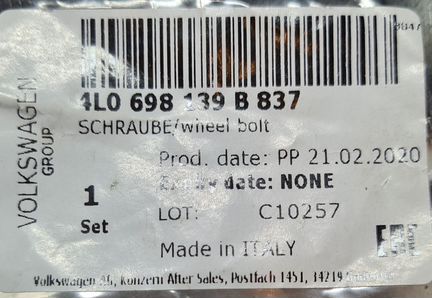 VOLKSWAGEN
GROUP
4L0 698 139 B 837
SCHRAUBE/wheel bolt
Prod. date: PP 21.02.2020
Expiry date: NONE
1
Set
LOT: C10257
Made in ITALY
Volkswagen AG, Konzern After Sales, Postfach 1451, 34219